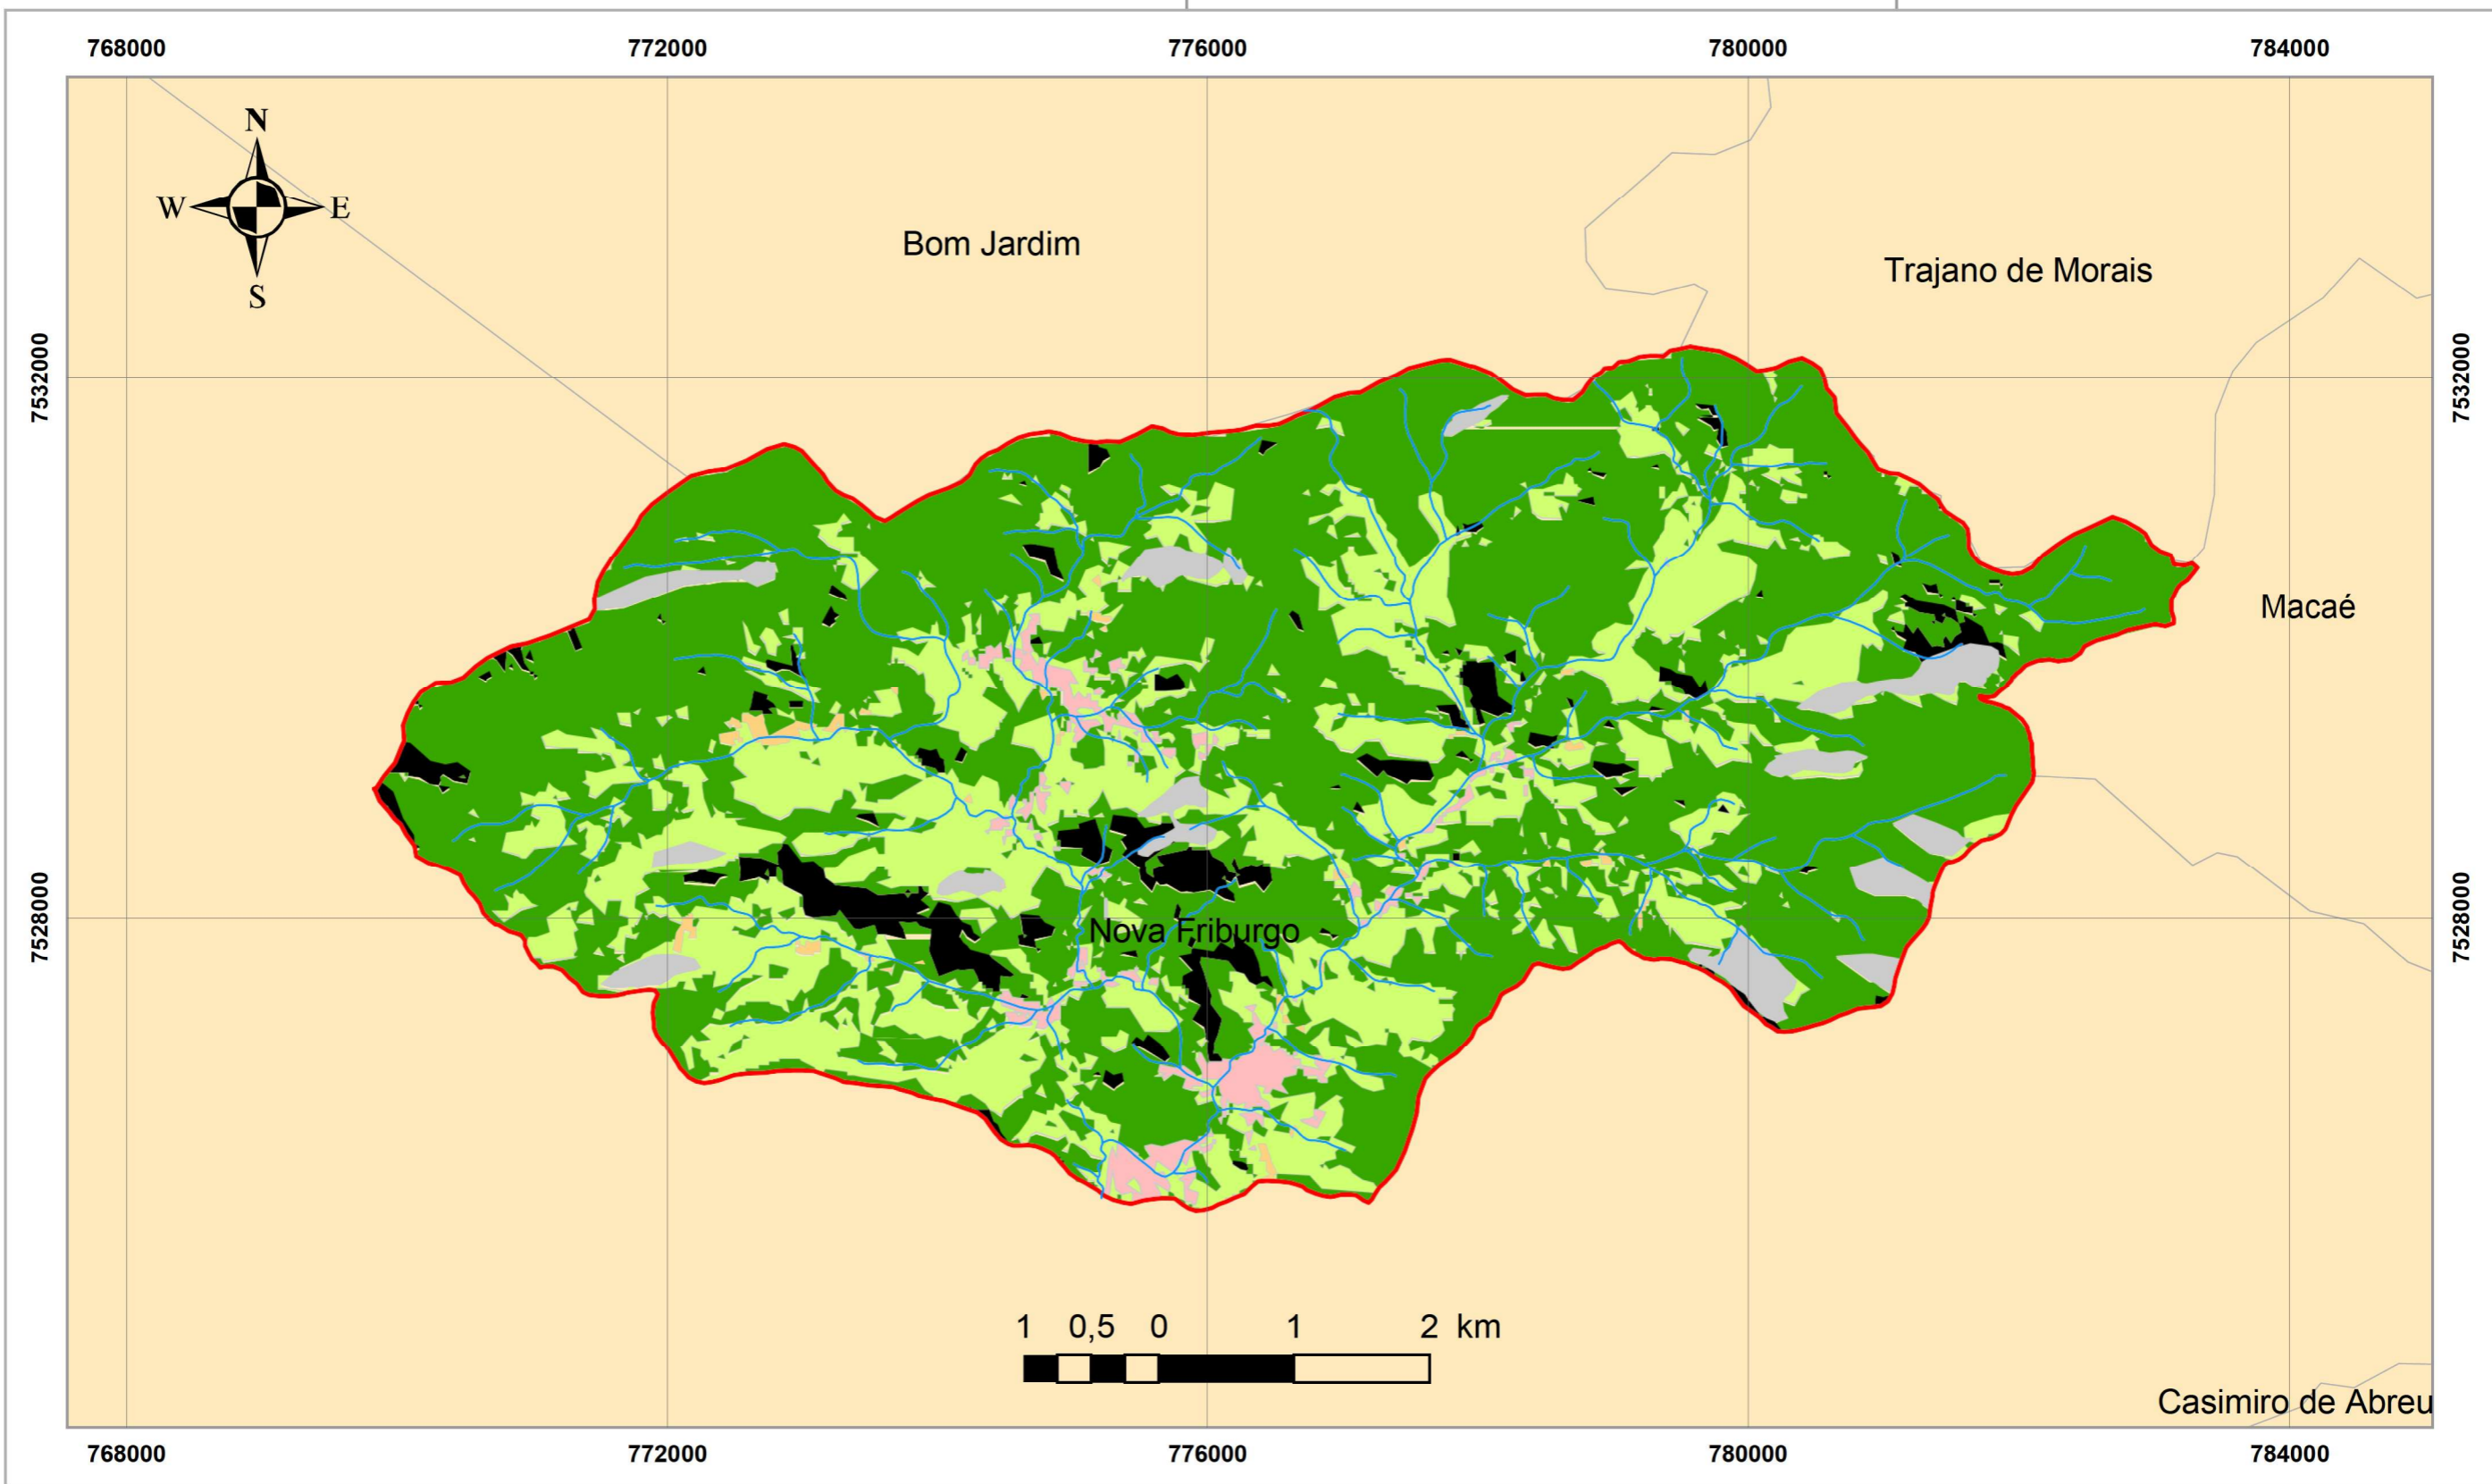 768000 772000 776000 780000 784000
N
W E
S
Bom Jardim
Trajano de Morais
7532000 7532000
Macaé
7528000 7528000
Nova Friburgo
1 0,5 0 1 2 km
Casimiro de Abreu
768000 772000 776000 780000 784000